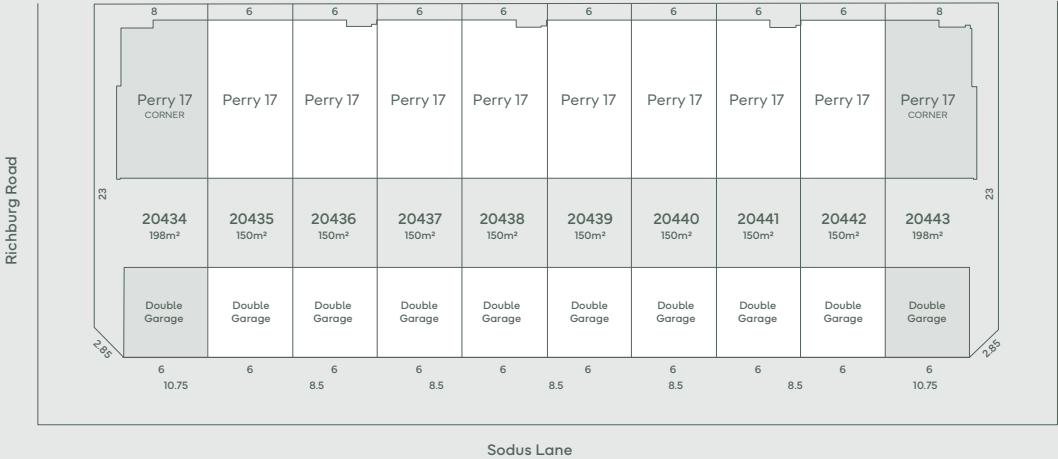 8 6 6 6 6 6 6 6 6 8
Perry 17 Perry 17 Perry 17 Perry 17 Perry 17 Perry 17 Perry 17 Perry 17 Perry 17 Perry 17
CORNER CORNER
23 23
Richburg Road
20434 20435 20436 20437 20438 20439 20440 20441 20442 20443
198m² 150m² 150m² 150m² 150m² 150m² 150m² 150m² 150m² 198m²
Double Double Double Double Double Double Double Double Double Double
Garage Garage Garage Garage Garage Garage Garage Garage Garage Garage
2.85 2.85
6 6 6 6 6 6 6 6 6 6
10.75 8.5 8.5 8.5 8.5 8.5 10.75
Sodus Lane